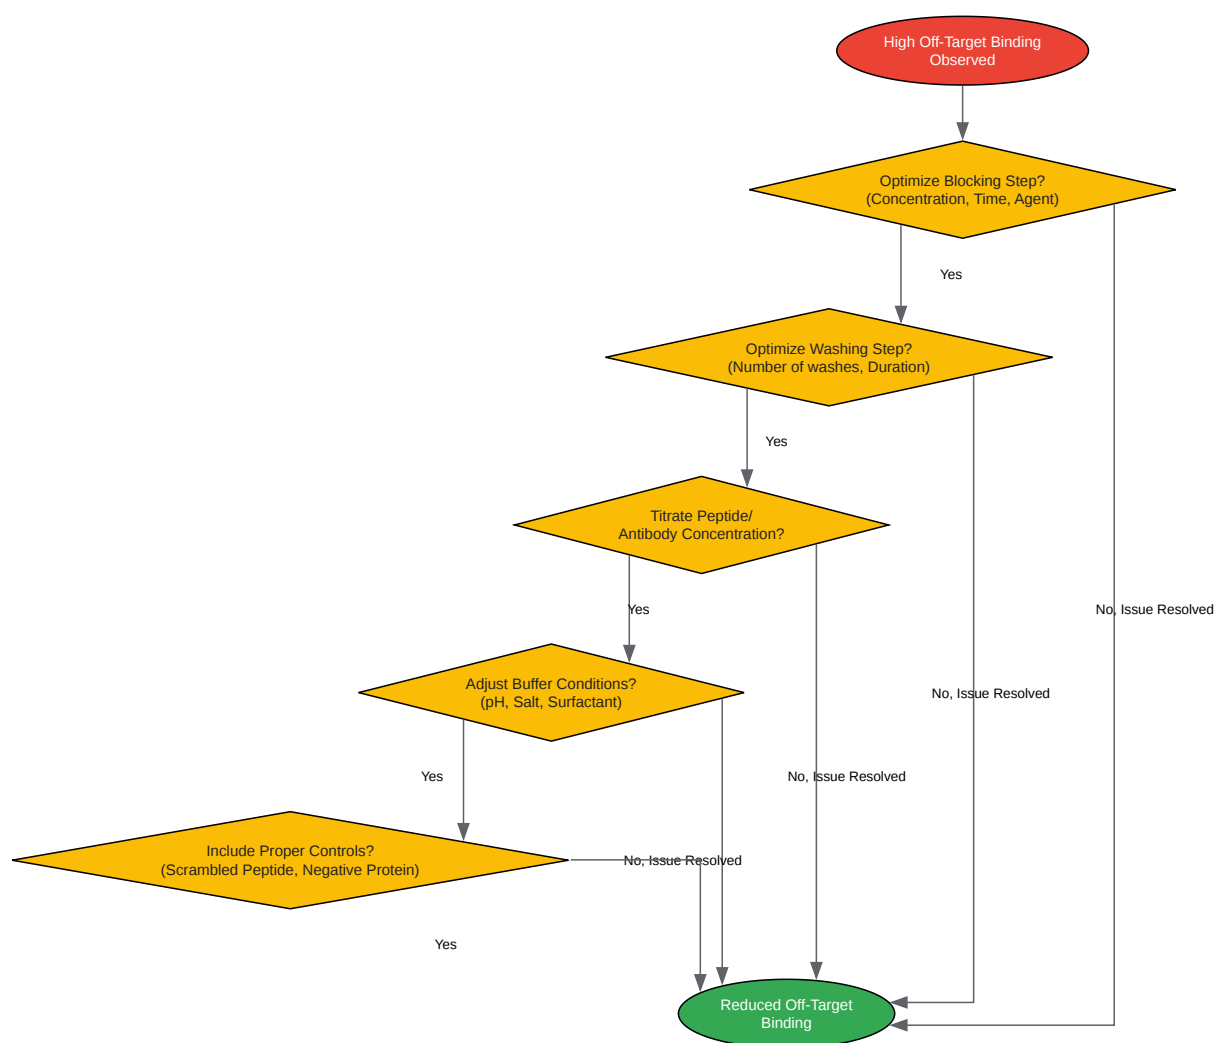 High Off-Target Binding
Observed
Optimize Blocking Step?
(Concentration, Time, Agent)
Yes
Optimize Washing Step?
(Number of washes, Duration)
Yes
Titrate Peptide/
Antibody Concentration?
Yes
No, Issue Resolved
Adjust Buffer Conditions?
(pH, Salt, Surfactant)
No, Issue Resolved
Yes
No, Issue Resolved
Include Proper Controls?
(Scrambled Peptide, Negative Protein)
No, Issue Resolved
Yes
Reduced Off-Target
Binding